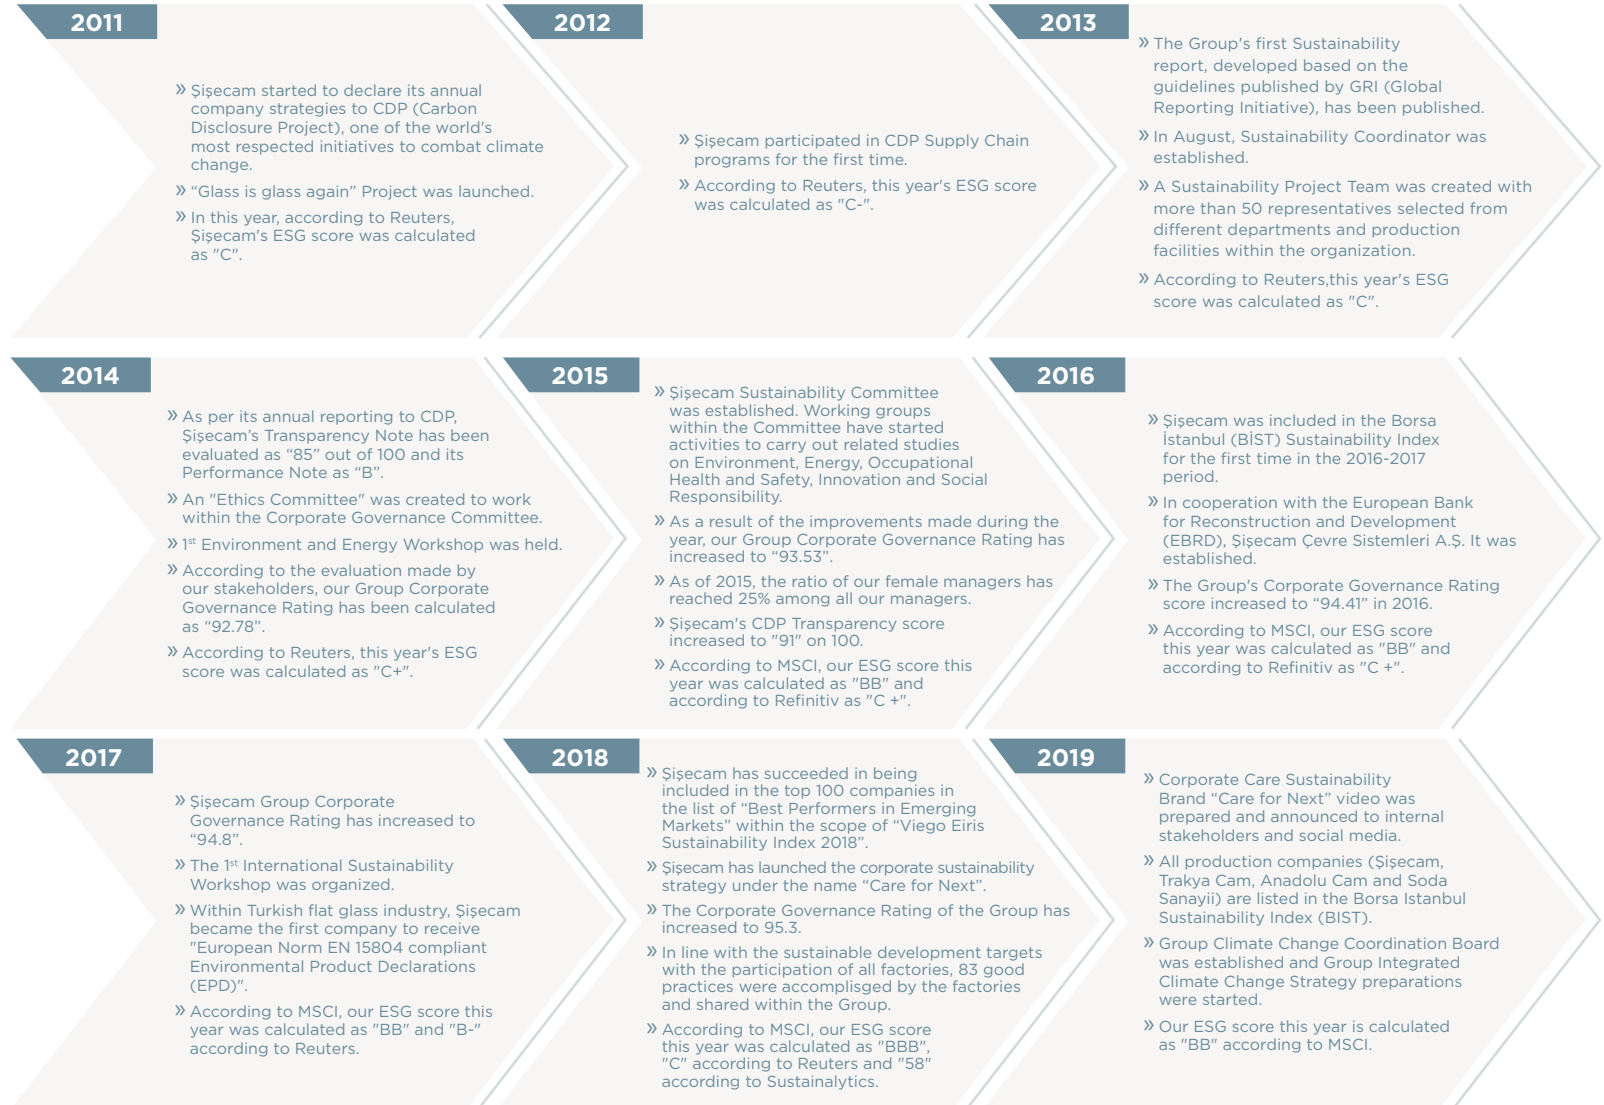 2011
» Şişecam started to declare its annual
company strategies to CDP (Carbon
Disclosure Project), one of the world's
most respected initiatives to combat climate
change.
» “Glass is glass again” Project was launched.
» In this year, according to Reuters,
Şişecam's ESG score was calculated
as "C".
2012
» Şişecam participated in CDP Supply Chain
programs for the first time.
» According to Reuters, this year's ESG score
was calculated as "C-".
2013
» The Group's first Sustainability
report, developed based on the
guidelines published by GRI (Global
Reporting Initiative), has been published.
» In August, Sustainability Coordinator was
established.
» A Sustainability Project Team was created with
more than 50 representatives selected from
different departments and production
facilities within the organization.
» According to Reuters,this year's ESG
score was calculated as "C".
2014
» As per its annual reporting to CDP,
Şişecam’s Transparency Note has been
evaluated as “85” out of 100 and its
Performance Note as “B”.
» An "Ethics Committee" was created to work
within the Corporate Governance Committee.
» 1st Environment and Energy Workshop was held.
» According to the evaluation made by
our stakeholders, our Group Corporate
Governance Rating has been calculated
as “92.78”.
» According to Reuters, this year's ESG
score was calculated as "C+".
2015
» Şişecam Sustainability Committee
was established. Working groups
within the Committee have started
activities to carry out related studies
on Environment, Energy, Occupational
Health and Safety, Innovation and Social
Responsibility.
» As a result of the improvements made during the
year, our Group Corporate Governance Rating has
increased to “93.53”.
» As of 2015, the ratio of our female managers has
reached 25% among all our managers.
» Şişecam's CDP Transparency score
increased to "91" on 100.
» According to MSCI, our ESG score this
year was calculated as "BB" and
according to Refinitiv as "C +".
2016
» Şişecam was included in the Borsa
İstanbul (BİST) Sustainability Index
for the first time in the 2016-2017
period.
» In cooperation with the European Bank
for Reconstruction and Development
(EBRD), Şişecam Çevre Sistemleri A.Ş. It was
established.
» The Group's Corporate Governance Rating
score increased to “94.41” in 2016.
» According to MSCI, our ESG score
this year was calculated as "BB" and
according to Refinitiv as "C +".
2017
» Şişecam Group Corporate
Governance Rating has increased to
“94.8”.
» The 1st International Sustainability
Workshop was organized.
» Within Turkish flat glass industry, Şişecam
became the first company to receive
"European Norm EN 15804 compliant
Environmental Product Declarations
(EPD)".
» According to MSCI, our ESG score this
year was calculated as "BB" and "B-"
according to Reuters.
2018
» Şişecam has succeeded in being
included in the top 100 companies in
the list of “Best Performers in Emerging
Markets” within the scope of “Viego Eiris
Sustainability Index 2018”.
» Şişecam has launched the corporate sustainability
strategy under the name “Care for Next”.
» The Corporate Governance Rating of the Group has
increased to 95.3.
» In line with the sustainable development targets
with the participation of all factories, 83 good
practices were accomplisged by the factories
and shared within the Group.
» According to MSCI, our ESG score
this year was calculated as "BBB",
"C" according to Reuters and "58"
according to Sustainalytics.
2019
» Corporate Care Sustainability
Brand “Care for Next” video was
prepared and announced to internal
stakeholders and social media.
» All production companies (Şişecam,
Trakya Cam, Anadolu Cam and Soda
Sanayii) are listed in the Borsa Istanbul
Sustainability Index (BIST).
» Group Climate Change Coordination Board
was established and Group Integrated
Climate Change Strategy preparations
were started.
» Our ESG score this year is calculated
as "BB" according to MSCI.